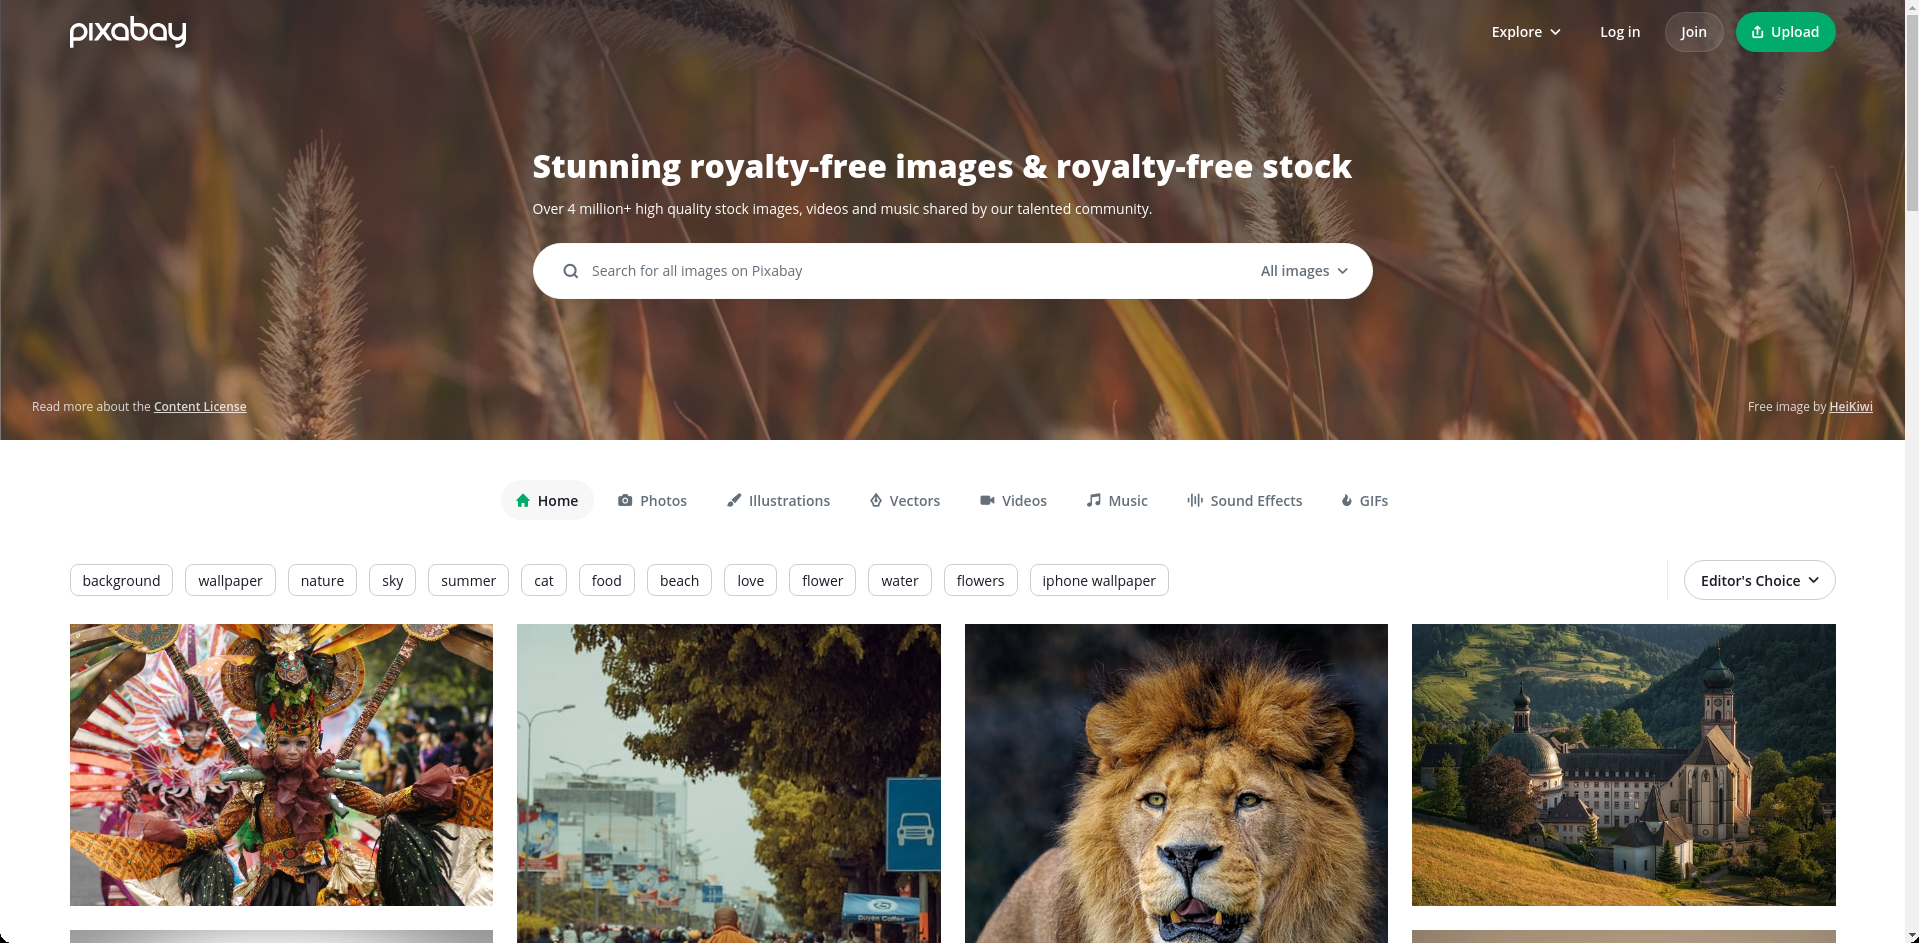 pixabay
Explore
Log in
Join
Upload
Stunning royalty-free images & royalty-free stock
Over 4 million+ high quality stock images, videos and music shared by our talented community.
Search for all images on Pixabay
All images
Read more about the Content License
Free image by HeiKiwi
Home
Photos
Illustrations
Vectors
Videos
Music
Sound Effects
GIFs
background
wallpaper
nature
sky
summer
cat
food
beach
love
flower
water
flowers
iphone wallpaper
Editor's Choice
Duyên Coffee